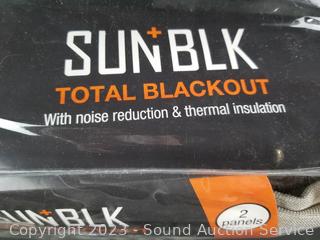 SUN+BLK
TOTAL BLACKOUT
With noise reduction & thermal insulation
SUN+BLK
2
panels
Copyright 2023 - Sound Auction Service